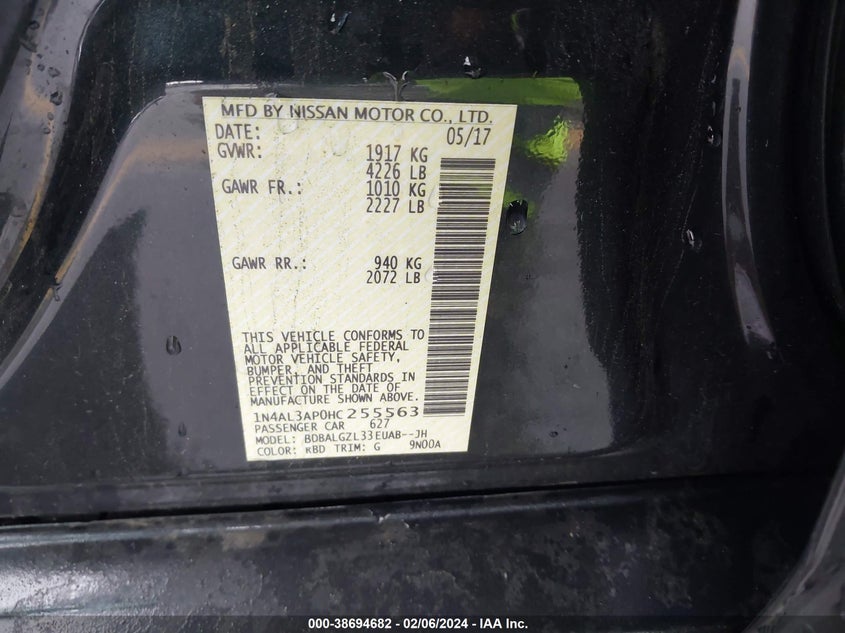 MFD BY NISSAN MOTOR CO., LTD.
DATE: 05/17
GVWR: 1917 KG
4226 LB
GAWR FR.: 1010 KG
2227 LB
GAWR RR.: 940 KG
2072 LB
THIS VEHICLE CONFORMS TO
ALL APPLICABLE FEDERAL
MOTOR VEHICLE SAFETY,
BUMPER, AND THEFT
PREVENTION STANDARDS IN
EFFECT ON THE DATE OF
MANUFACTURE SHOWN ABOVE.
1N4AL3AP0HC255563
PASSENGER CAR 627
MODEL: BDBALGZL33EUAB--JH
COLOR: KBD TRIM: G 9N00A
000-38694682 - 02/06/2024 - IAA Inc.